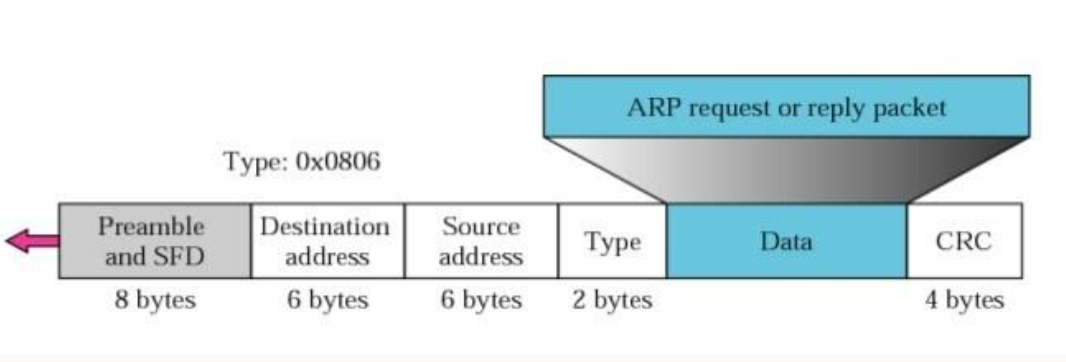 ARP request or reply packet
Type: 0x0806
Preamble
and SFD
Destination
address
Source
address
Type
Data
CRC
8 bytes
6 bytes
6 bytes
2 bytes
4 bytes